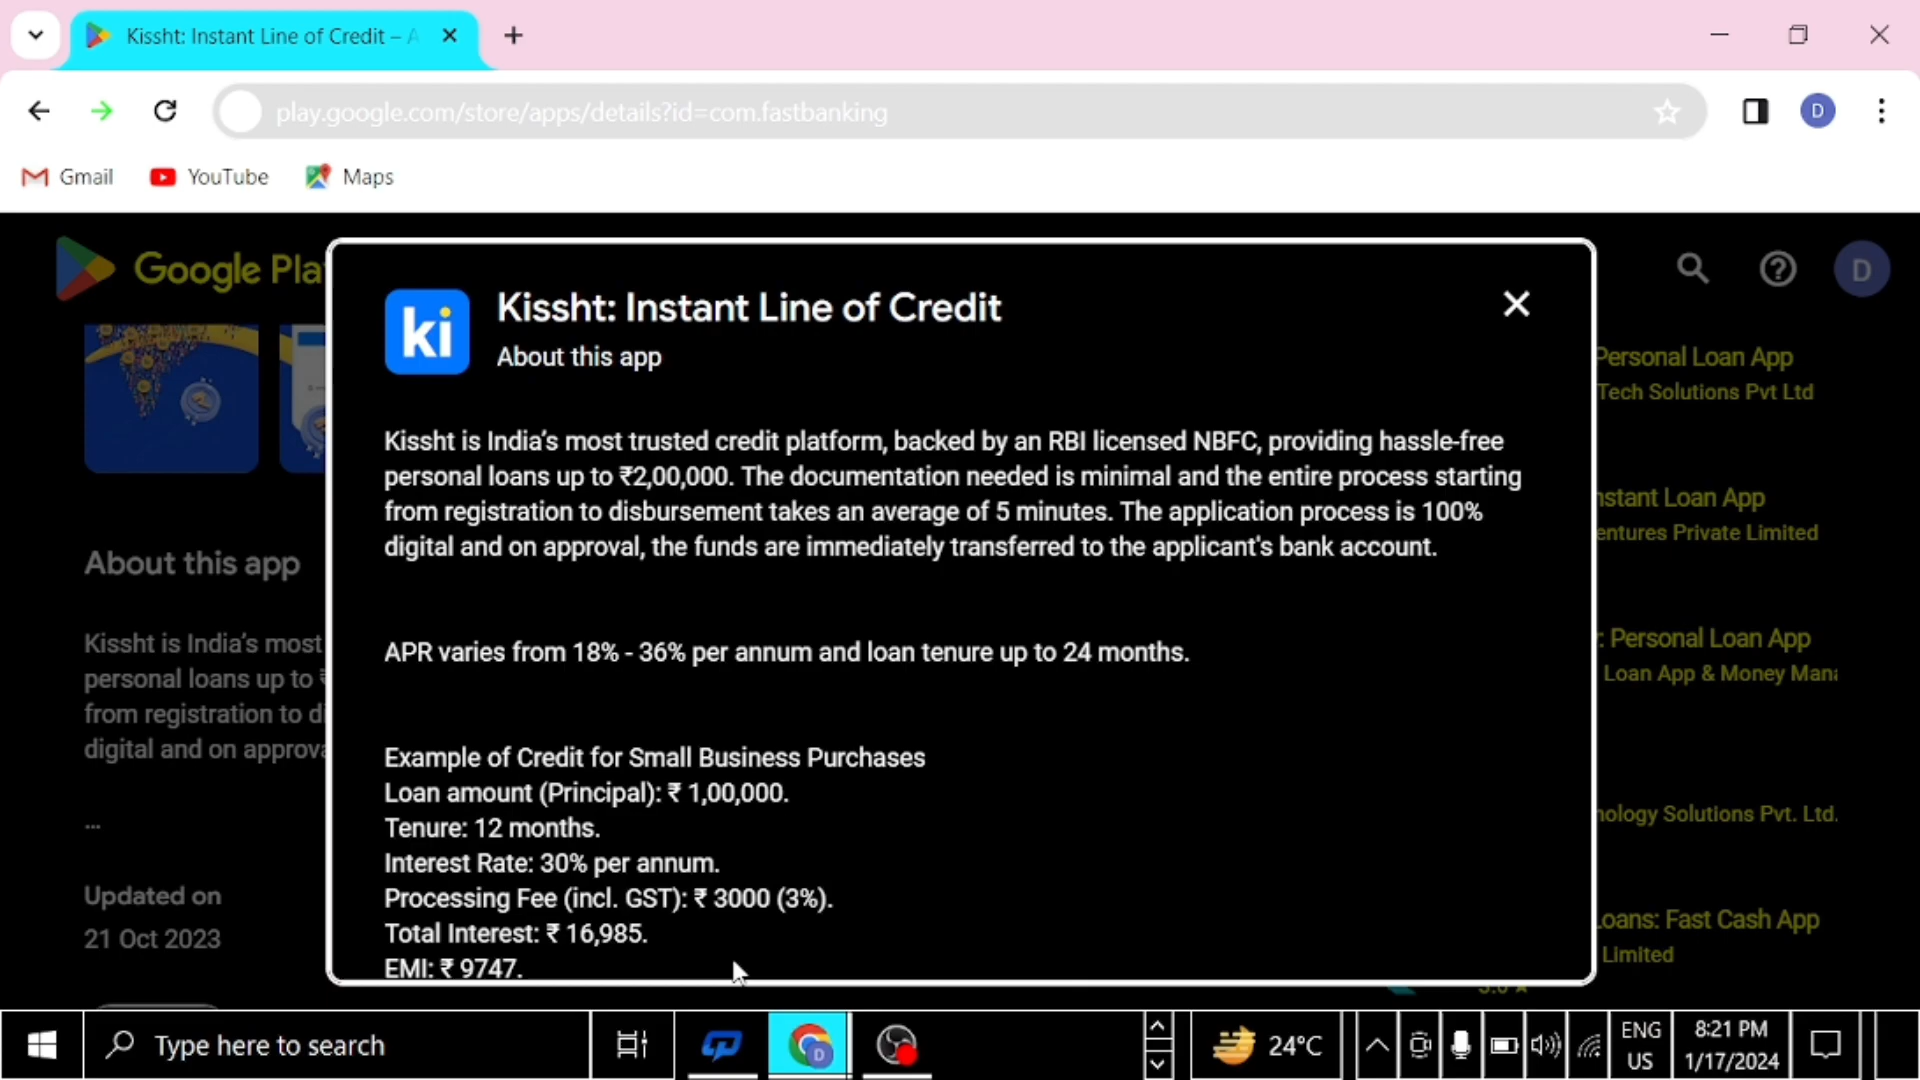 Kissht: Instant Line of Credit – A
play.google.com/store/apps/details?id=com.fastbanking
D
Gmail
YouTube
Maps
Google Pla
D
ki
Kissht: Instant Line of Credit
About this app
Kissht is India’s most trusted credit platform, backed by an RBI licensed NBFC, providing hassle-free
personal loans up to ₹2,00,000. The documentation needed is minimal and the entire process starting
from registration to disbursement takes an average of 5 minutes. The application process is 100%
digital and on approval, the funds are immediately transferred to the applicant's bank account.
APR varies from 18% - 36% per annum and loan tenure up to 24 months.
Example of Credit for Small Business Purchases
Loan amount (Principal): ₹ 1,00,000.
Tenure: 12 months.
Interest Rate: 30% per annum.
Processing Fee (incl. GST): ₹ 3000 (3%).
Total Interest: ₹ 16,985.
EMI: ₹ 9747.
About this app
Kissht is India’s most
personal loans up to
from registration to di
digital and on approva
...
Updated on
21 Oct 2023
Personal Loan App
Tech Solutions Pvt Ltd
nstant Loan App
entures Private Limited
: Personal Loan App
Loan App & Money Mana
nology Solutions Pvt. Ltd.
Loans: Fast Cash App
Limited
Type here to search
D
24°C
ENG
US
8:21 PM
1/17/2024